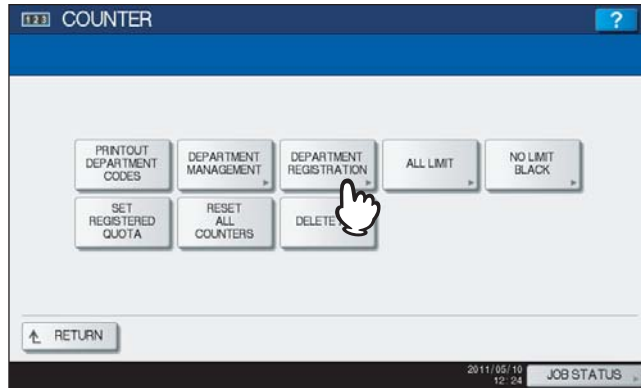 123 COUNTER
?
PRINTOUT
DEPARTMENT
CODES
DEPARTMENT
MANAGEMENT
DEPARTMENT
REGISTRATION
ALL LIMIT
NO LIMIT
BLACK
SET
REGISTERED
QUOTA
RESET
ALL
COUNTERS
DELETE
RETURN
2011/05/10
12:24
JOB STATUS